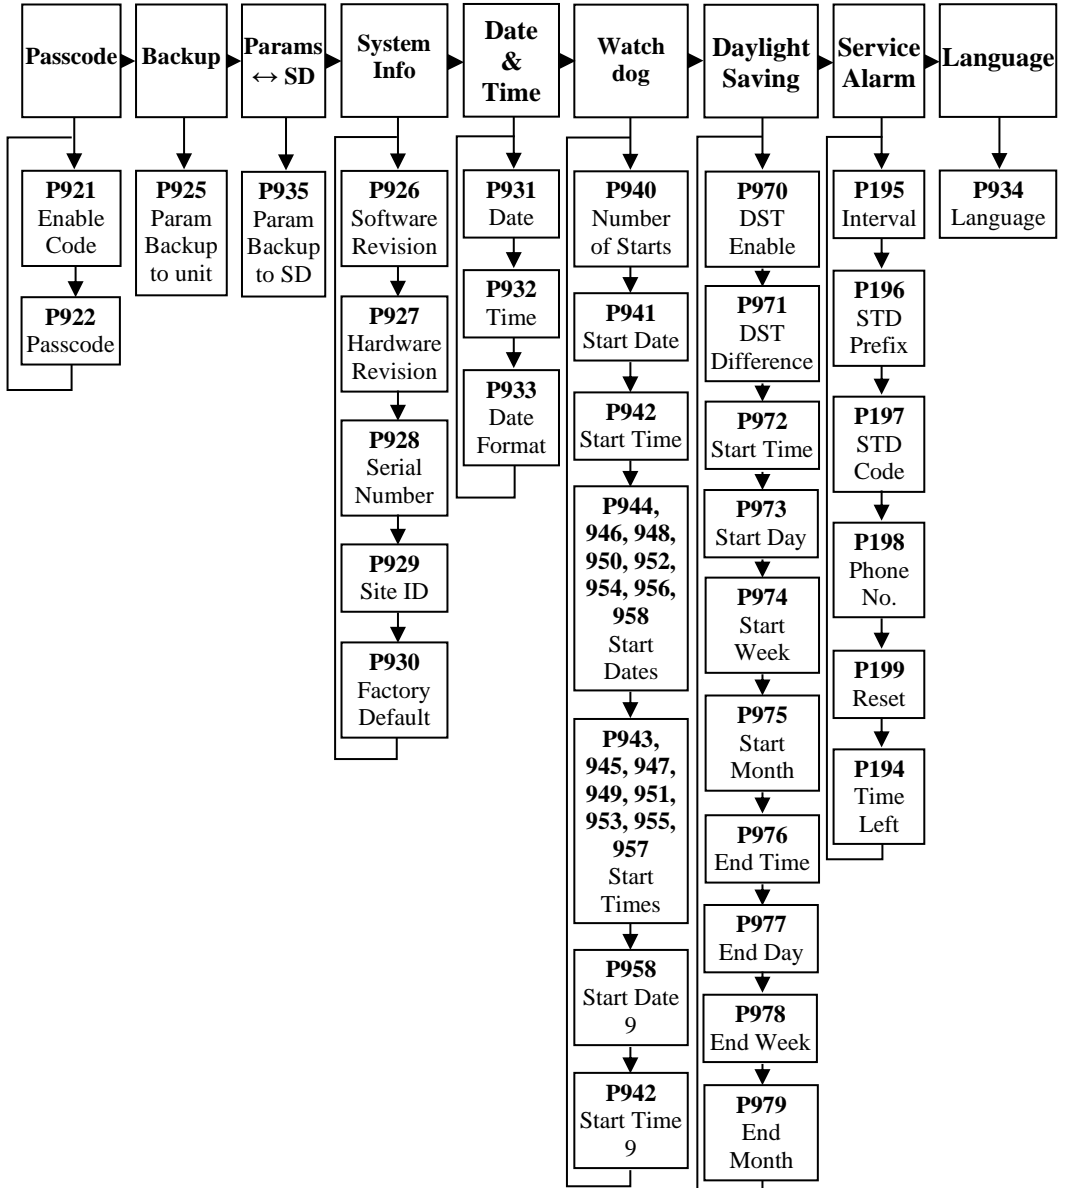 Passcode
Backup
Params
↔ SD
System
Info
Date
&
Time
Watch
dog
Daylight
Saving
Service
Alarm
Language
P921
Enable
Code
P922
Passcode
P925
Param
Backup
to unit
P935
Param
Backup
to SD
P926
Software
Revision
P927
Hardware
Revision
P928
Serial
Number
P929
Site ID
P930
Factory
Default
P931
Date
P932
Time
P933
Date
Format
P940
Number
of Starts
P941
Start Date
P942
Start Time
P944,
946, 948,
950, 952,
954, 956,
958
Start
Dates
P943,
945, 947,
949, 951,
953, 955,
957
Start
Times
P958
Start Date
9
P942
Start Time
9
P970
DST
Enable
P971
DST
Difference
P972
Start Time
P973
Start Day
P974
Start
Week
P975
Start
Month
P976
End Time
P977
End Day
P978
End Week
P979
End
Month
P195
Interval
P196
STD
Prefix
P197
STD
Code
P198
Phone
No.
P199
Reset
P194
Time
Left
P934
Language